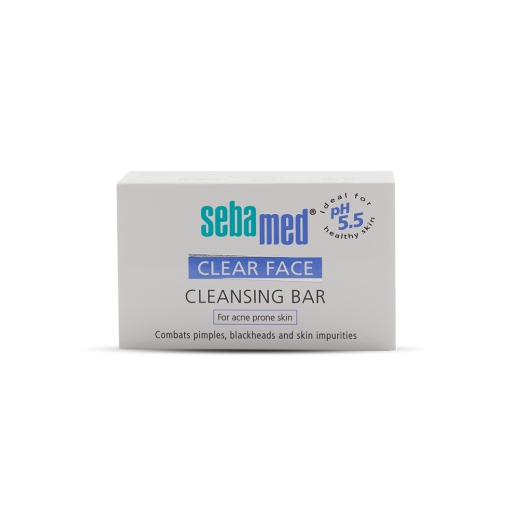 sebamed®
ideal for
pH
5.5
healthy skin
CLEAR FACE
CLEANSING BAR
For acne prone skin
Combats pimples, blackheads and skin impurities